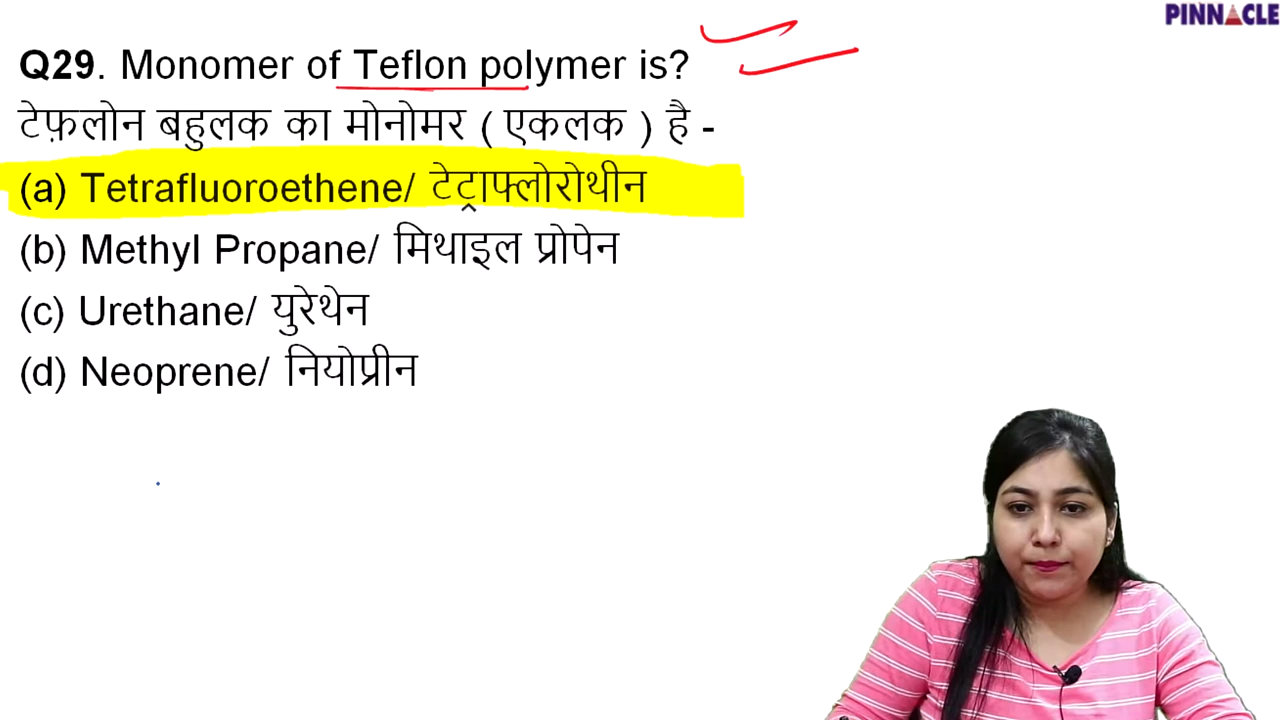 PINNACLE
Q29. Monomer of Teflon polymer is?
टेफ़लोन बहुलक का मोनोमर ( एकलक ) है -
(a) Tetrafluoroethene/ टेट्राफ्लोरोथीन
(b) Methyl Propane/ मिथाइल प्रोपेन
(c) Urethane/ युरेथेन
(d) Neoprene/ नियोप्रीन